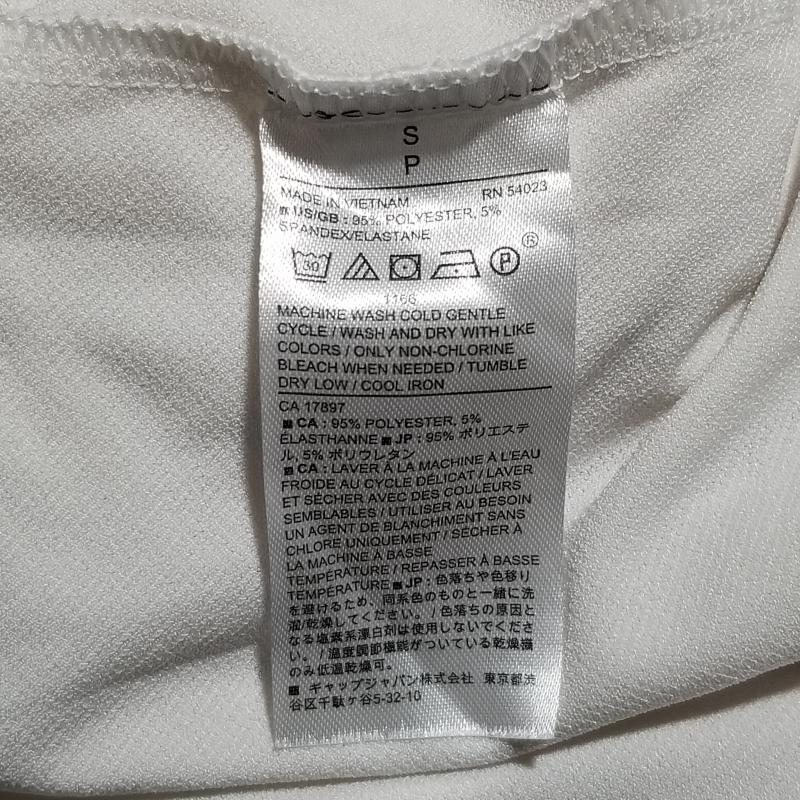 S
P
MADE IN VIETNAM RN 54023
US/GB : 95% POLYESTER, 5%
SPANDEX/ELASTANE
30 P ®
1166
MACHINE WASH COLD GENTLE
CYCLE / WASH AND DRY WITH LIKE
COLORS / ONLY NON-CHLORINE
BLEACH WHEN NEEDED / TUMBLE
DRY LOW / COOL IRON
CA 17897
■ CA : 95% POLYESTER, 5%
ÉLASTHANNE ■ JP : 95% ポリエステ
ル, 5% ポリウレタン
■ CA : LAVER À LA MACHINE À L'EAU
FROIDE AU CYCLE DÉLICAT / LAVER
ET SÉCHER AVEC DES COULEURS
SEMBLABLES / UTILISER AU BESOIN
UN AGENT DE BLANCHIMENT SANS
CHLORE UNIQUEMENT / SÉCHER À
LA MACHINE À BASSE
TEMPÉRATURE / REPASSER À BASSE
TEMPÉRATURE ■ JP : 色落ちや色移り
を避けるため、同系色のものと一緒に洗
濯/乾燥してください。/ 色落ちの原因と
なる塩素系漂白剤は使用しないでくださ
い。/ 温度調節機能がついている乾燥機
のみ低温乾燥可。
■ ギャップジャパン株式会社 東京都渋
谷区千駄ヶ谷5-32-10